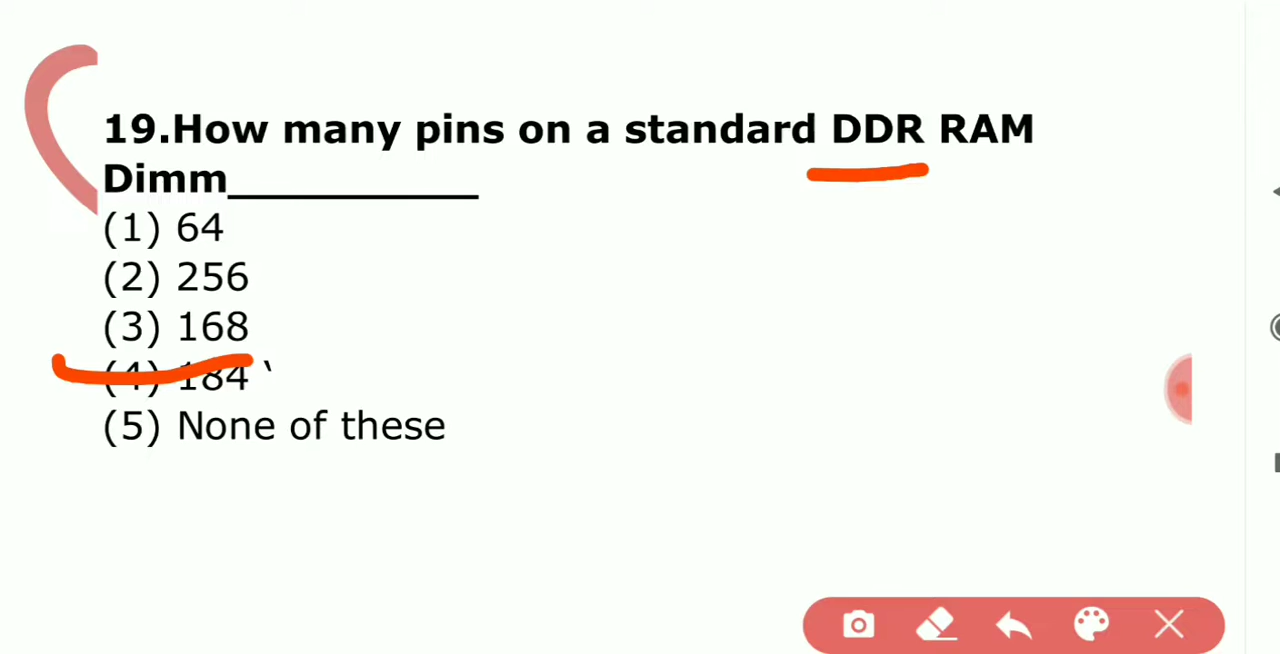 19.How many pins on a standard DDR RAM
Dimm__________
(1) 64
(2) 256
(3) 168
(4) 184 `
(5) None of these